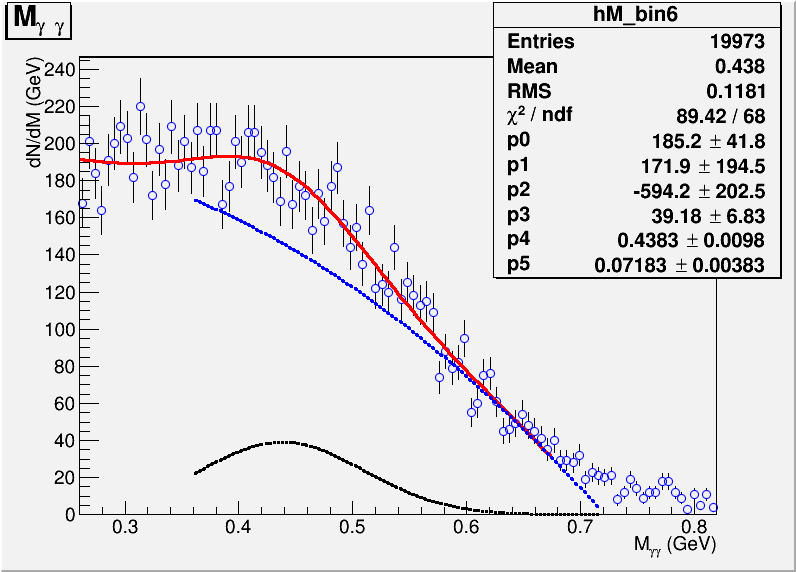 M γ γ
hM_bin6
Entries 19973
Mean 0.438
RMS 0.1181
χ² / ndf 89.42 / 68
p0 185.2 ± 41.8
p1 171.9 ± 194.5
p2 -594.2 ± 202.5
p3 39.18 ± 6.83
p4 0.4383 ± 0.0098
p5 0.07183 ± 0.00383
dN/dM (GeV)
240
220
200
180
160
140
120
100
80
60
40
20
0
0.3 0.4 0.5 0.6 0.7 0.8
Mγγ (GeV)